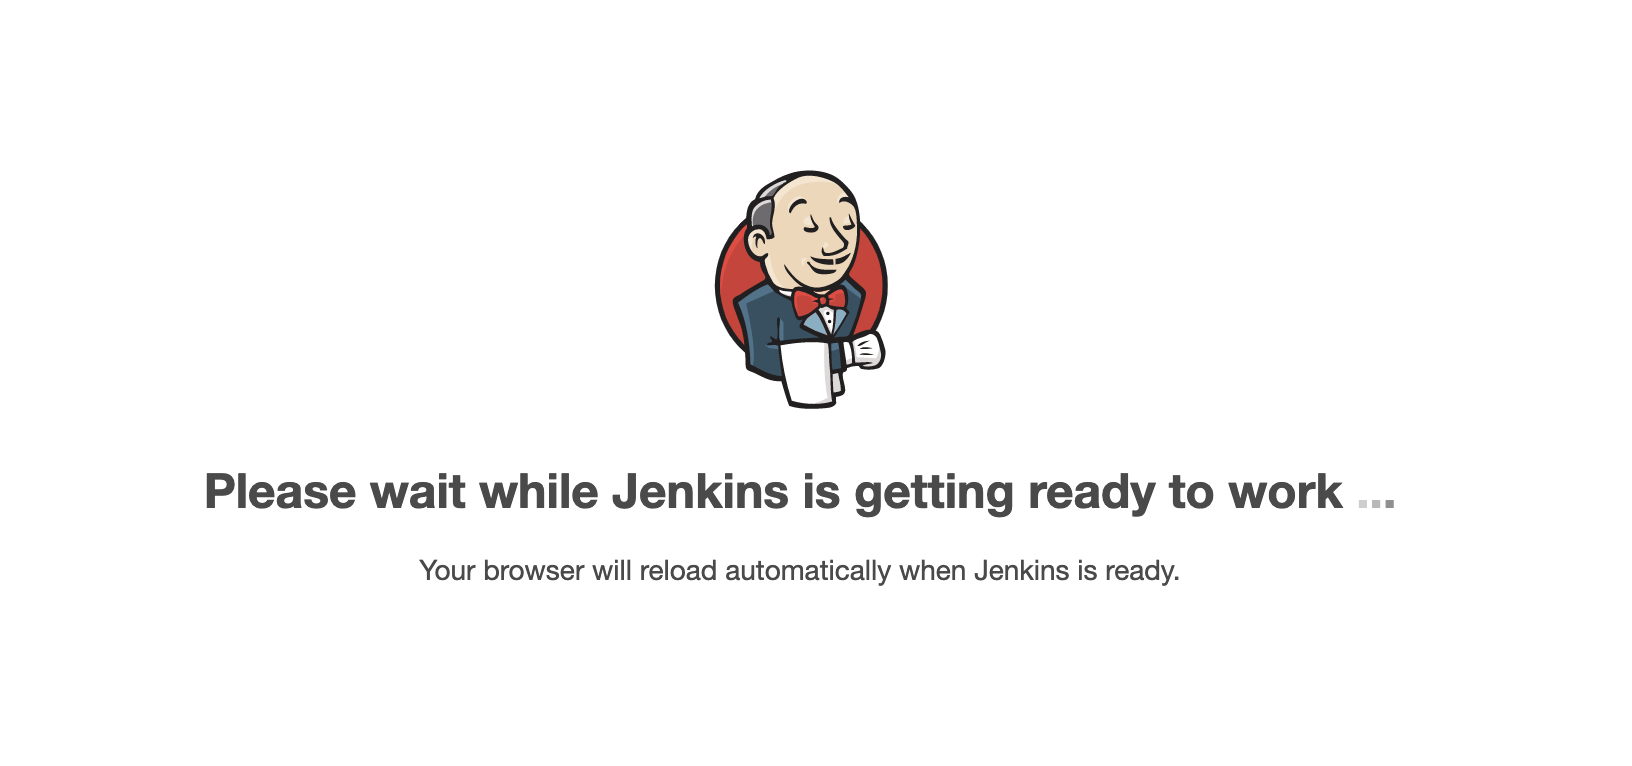 Please wait while Jenkins is getting ready to work ...
Your browser will reload automatically when Jenkins is ready.